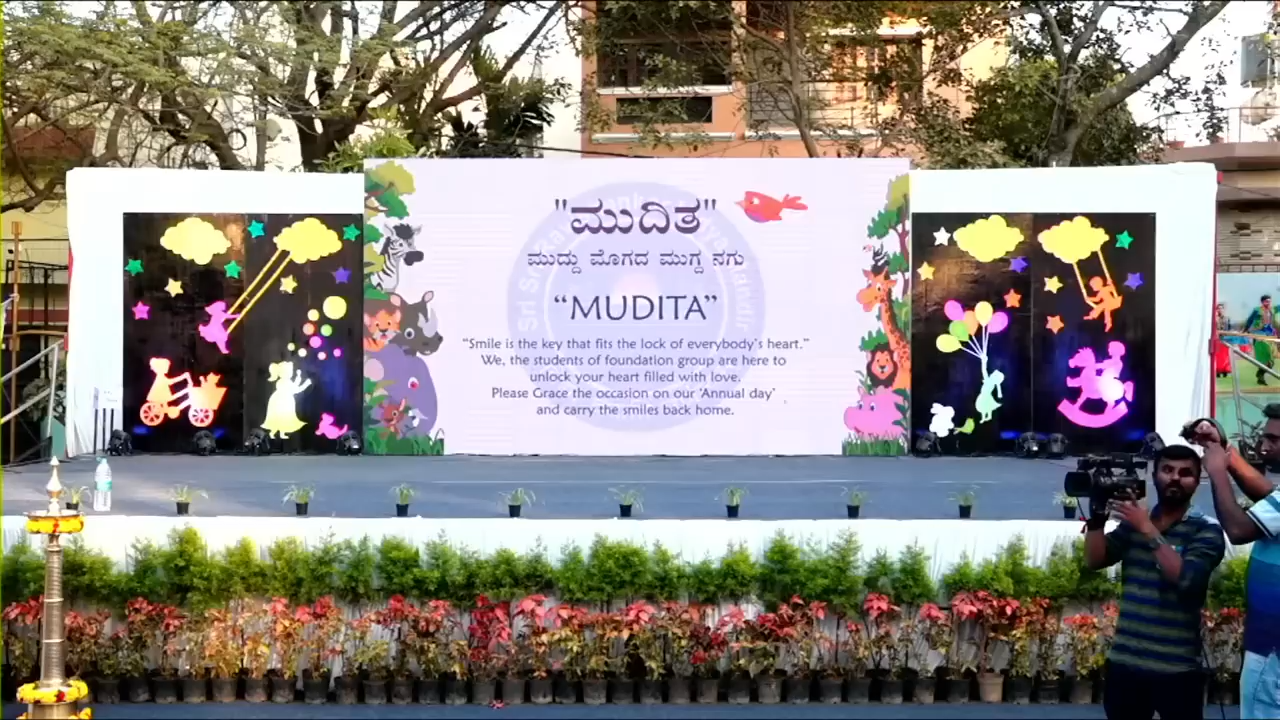 "ಮುದಿತ"
ಮುದ್ದು ಮೊಗದ ಮುಗ್ದ ನಗು
“MUDITA”
“Smile is the key that fits the lock of everybody's heart.”
We, the students of foundation group are here to
unlock your heart filled with love.
Please Grace the occasion on our 'Annual day'
and carry the smiles back home.